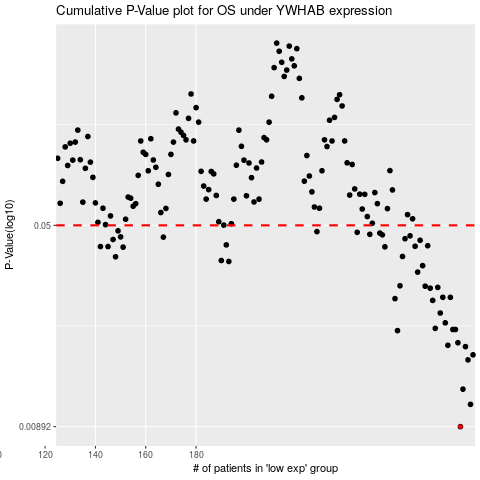 Cumulative P-Value plot for OS under YWHAB expression
P-Value(log10)
0.05
0.00892
0
120
140
160
180
# of patients in 'low exp' group